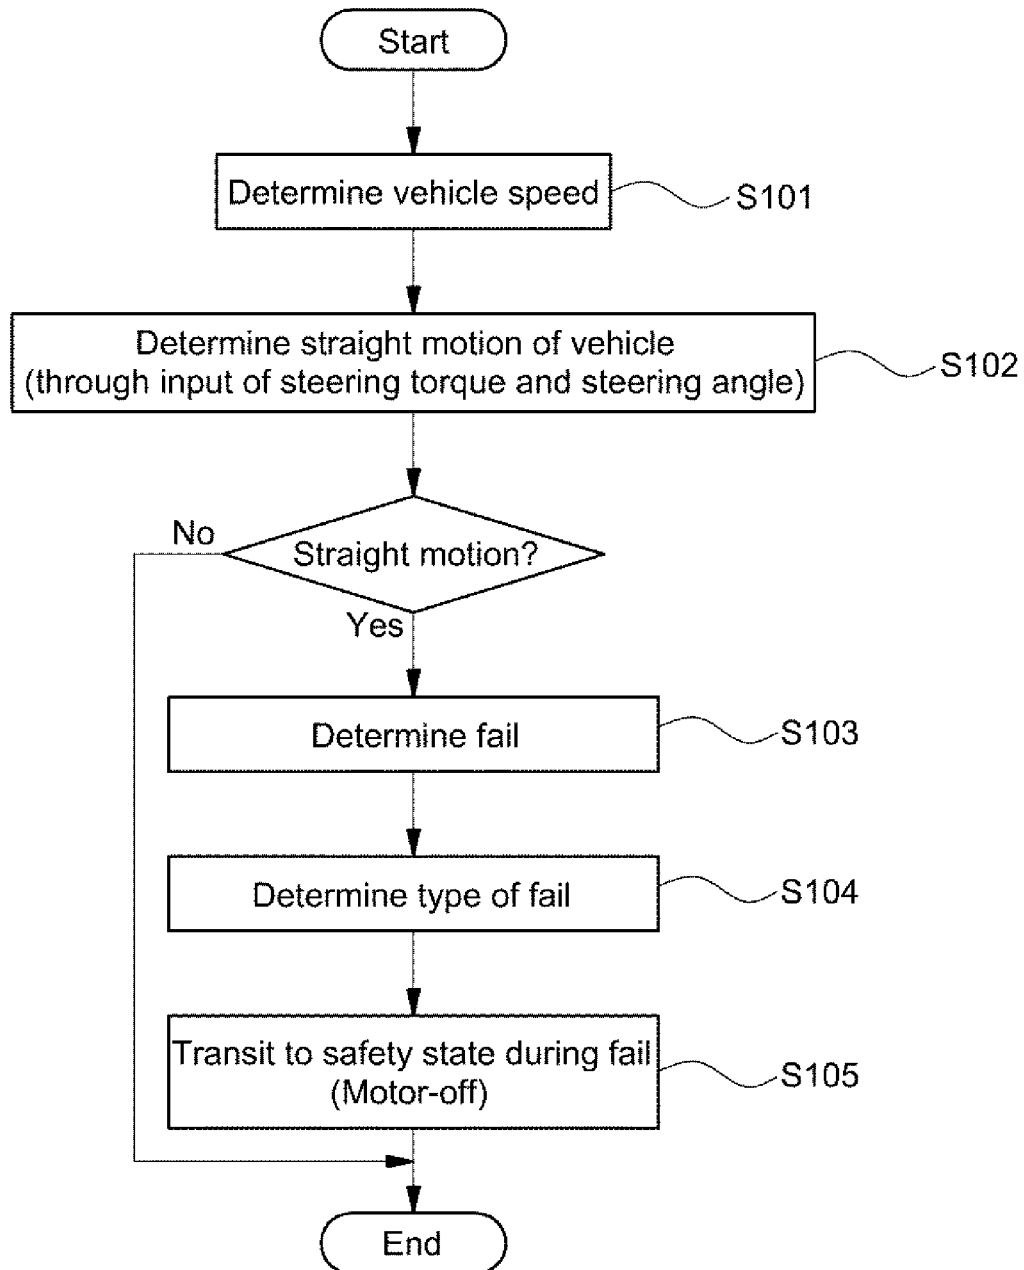 Start
Determine vehicle speed
S101
Determine straight motion of vehicle
(through input of steering torque and steering angle)
S102
No
Straight motion?
Yes
Determine fail
S103
Determine type of fail
S104
Transit to safety state during fail
(Motor-off)
S105
End